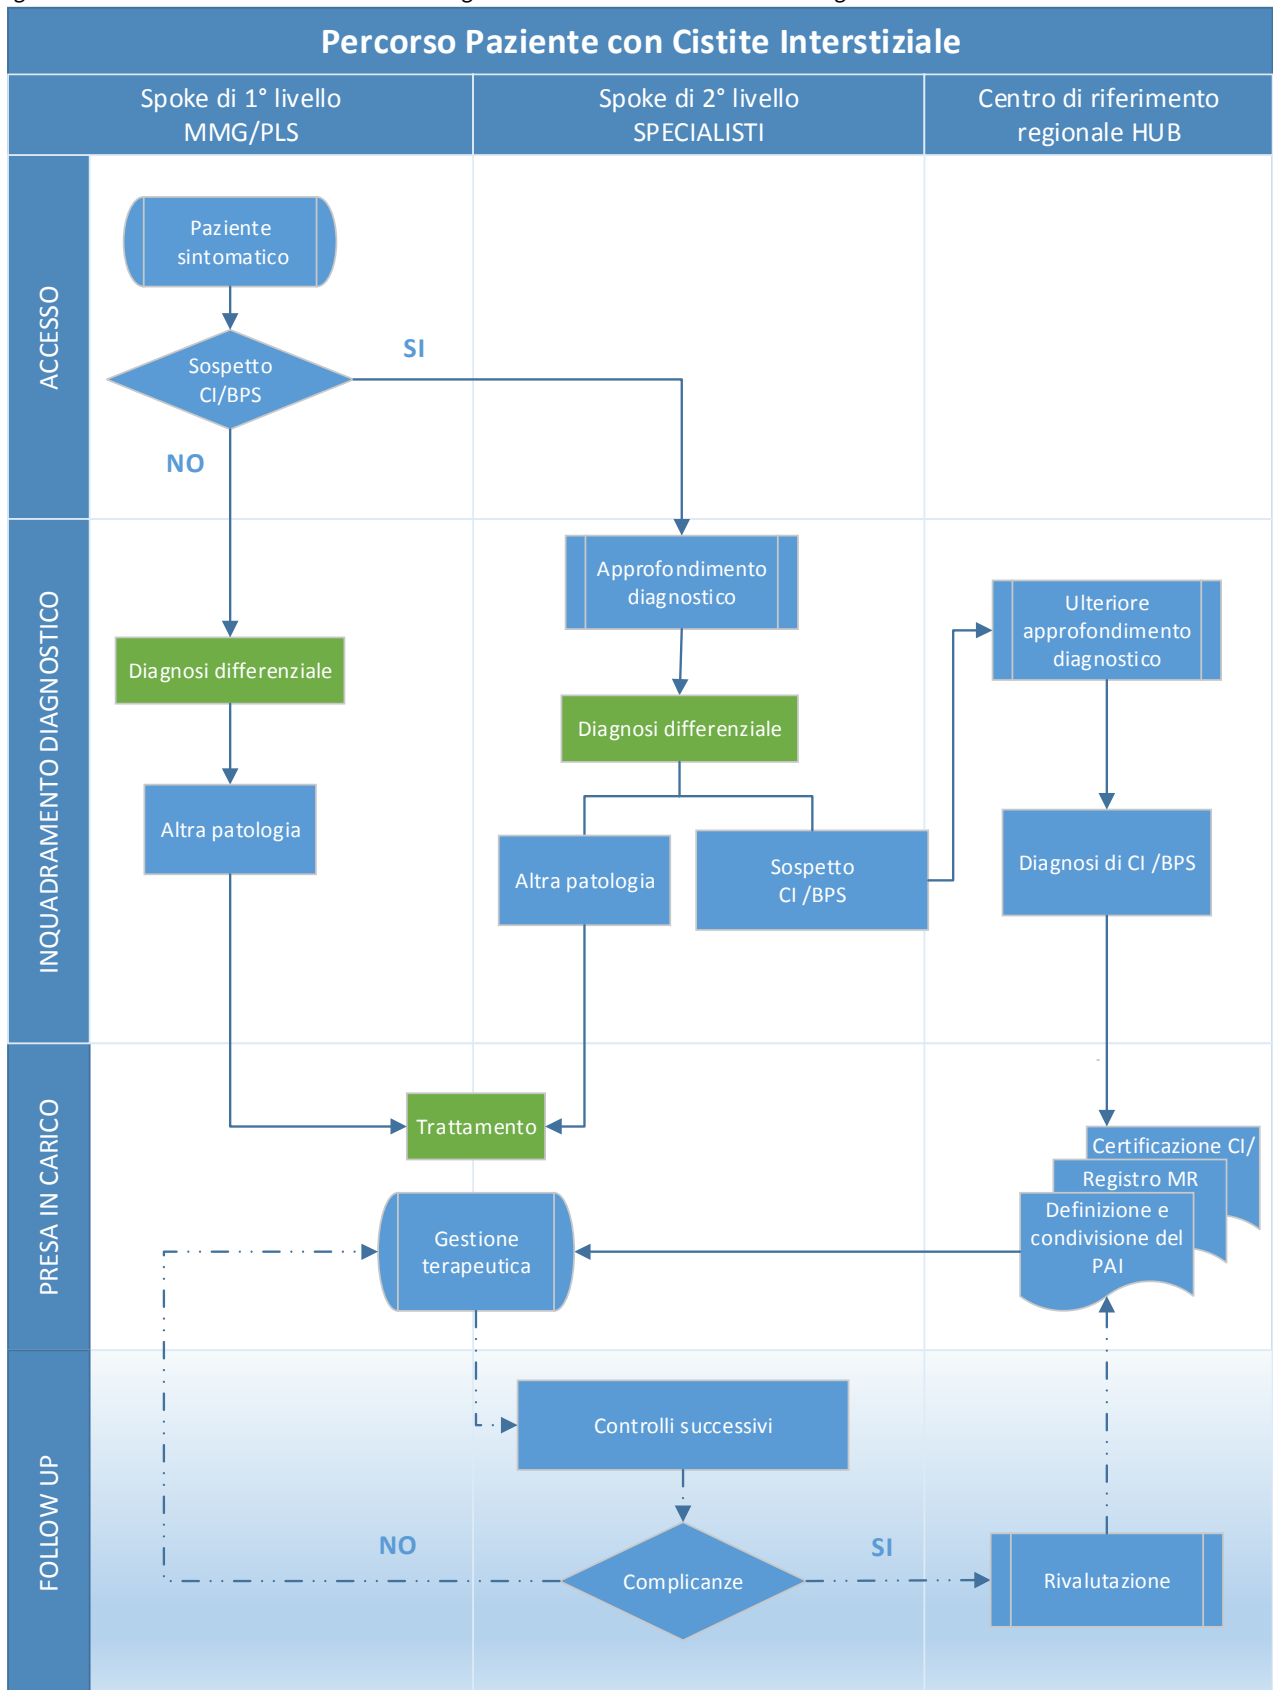 Percorso Paziente con Cistite Interstiziale
Spoke di 1° livello
MMG/PLS
Spoke di 2° livello
SPECIALISTI
Centro di riferimento
regionale HUB
ACCESSO
Paziente
sintomatico
Sospetto
CI/BPS
SI
NO
INQUADRAMENTO DIAGNOSTICO
Approfondimento
diagnostico
Ulteriore
approfondimento
diagnostico
Diagnosi differenziale
Diagnosi differenziale
Altra patologia
Altra patologia
Sospetto
CI /BPS
Diagnosi di CI /BPS
PRESA IN CARICO
Trattamento
Certificazione CI/
Registro MR
Definizione e
condivisione del
PAI
Gestione
terapeutica
FOLLOW UP
Controlli successivi
NO
SI
Complicanze
Rivalutazione